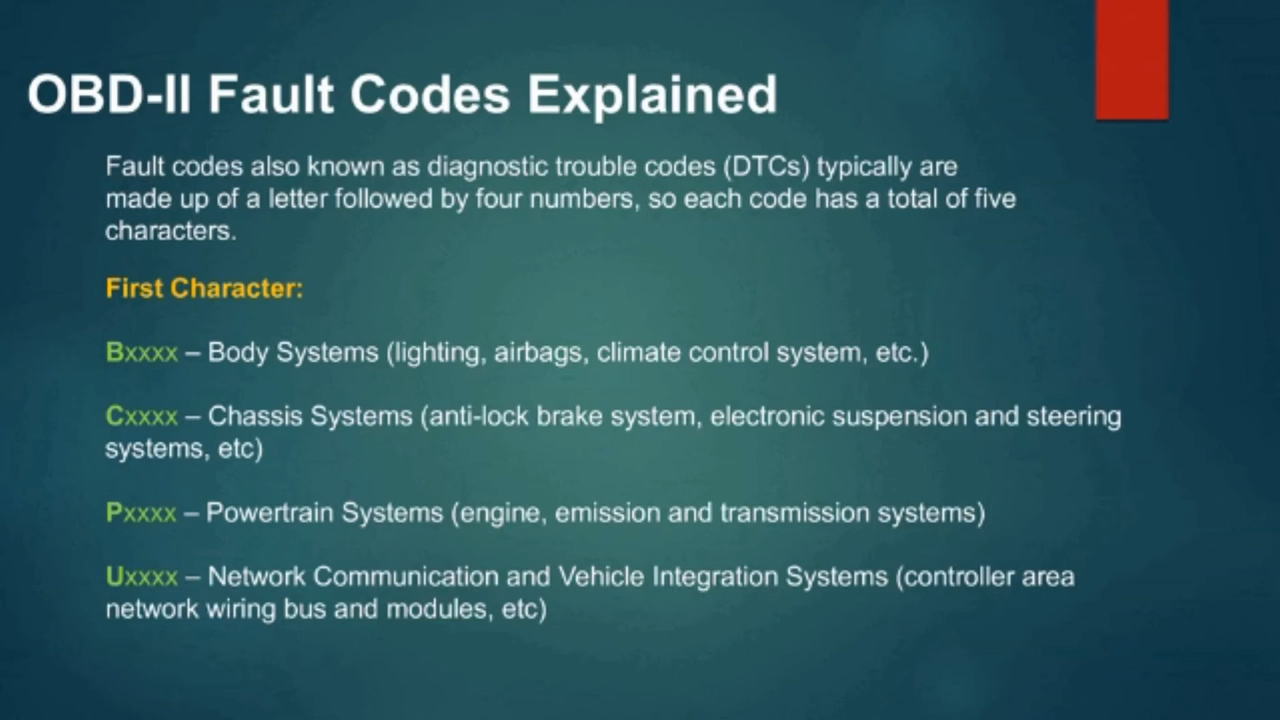 OBD-II Fault Codes Explained
Fault codes also known as diagnostic trouble codes (DTCs) typically are
made up of a letter followed by four numbers, so each code has a total of five
characters.
First Character:
Bxxxx – Body Systems (lighting, airbags, climate control system, etc.)
Cxxxx – Chassis Systems (anti-lock brake system, electronic suspension and steering
systems, etc)
Pxxxx – Powertrain Systems (engine, emission and transmission systems)
Uxxxx – Network Communication and Vehicle Integration Systems (controller area
network wiring bus and modules, etc)